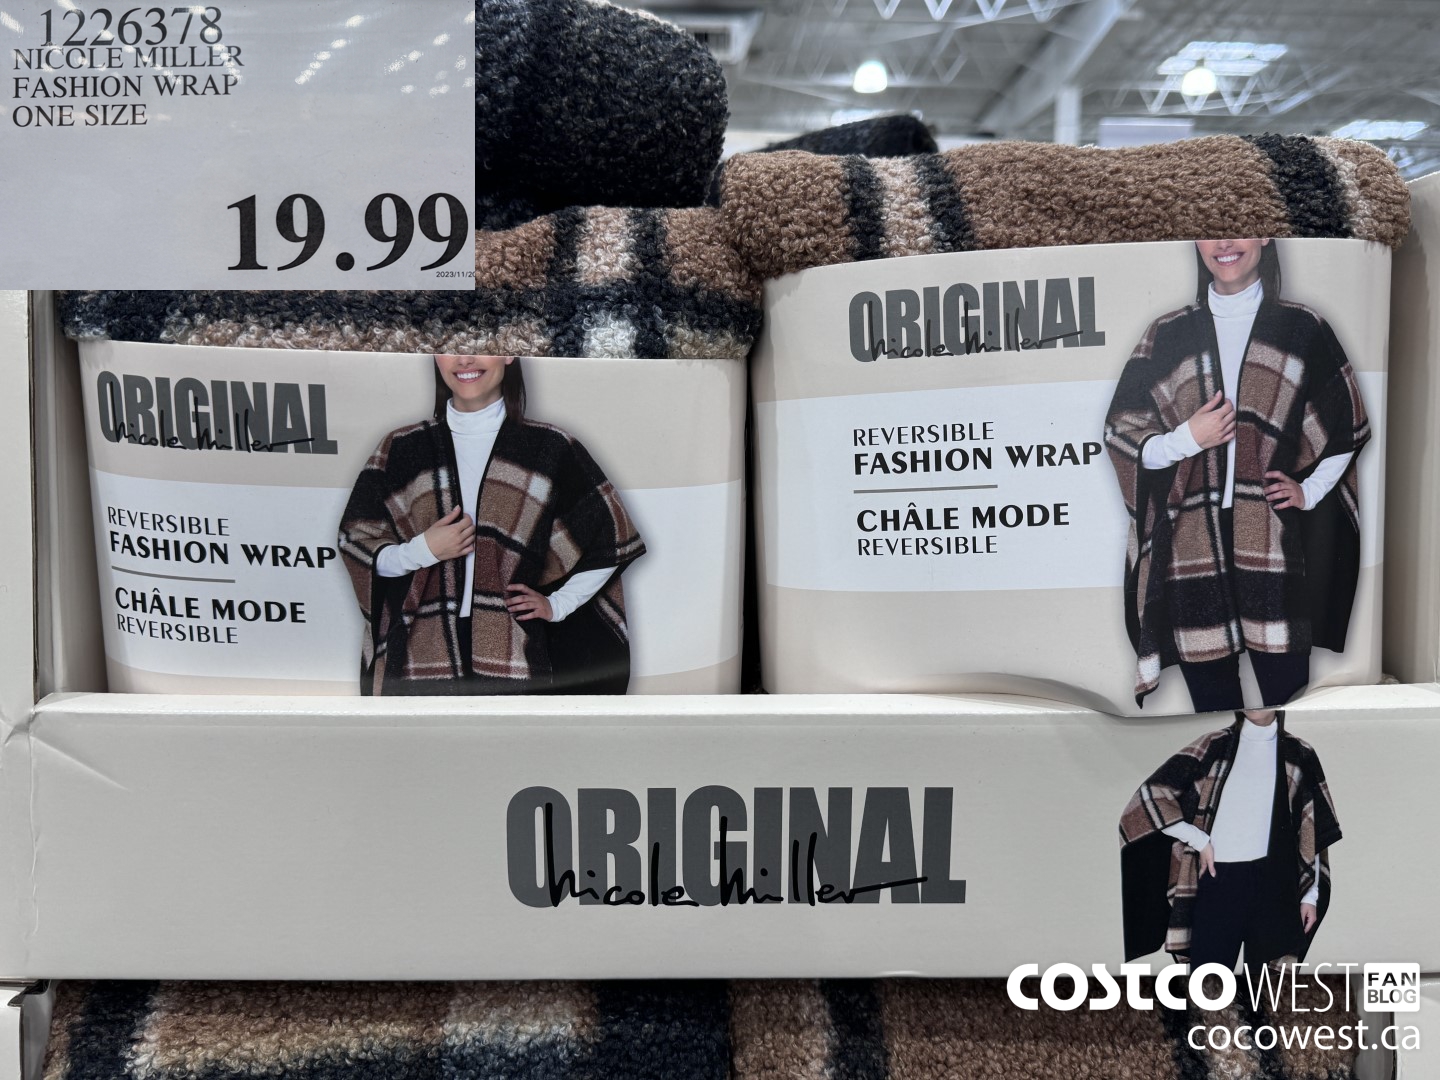 1226378
NICOLE MILLER
FASHION WRAP
ONE SIZE
19.99
ORIGINAL
nicole miller
REVERSIBLE
FASHION WRAP
CHÂLE MODE
REVERSIBLE
ORIGINAL
nicole miller
REVERSIBLE
FASHION WRAP
CHÂLE MODE
REVERSIBLE
ORIGINAL
nicole miller
COSTCO WEST FAN BLOG
cocowest.ca